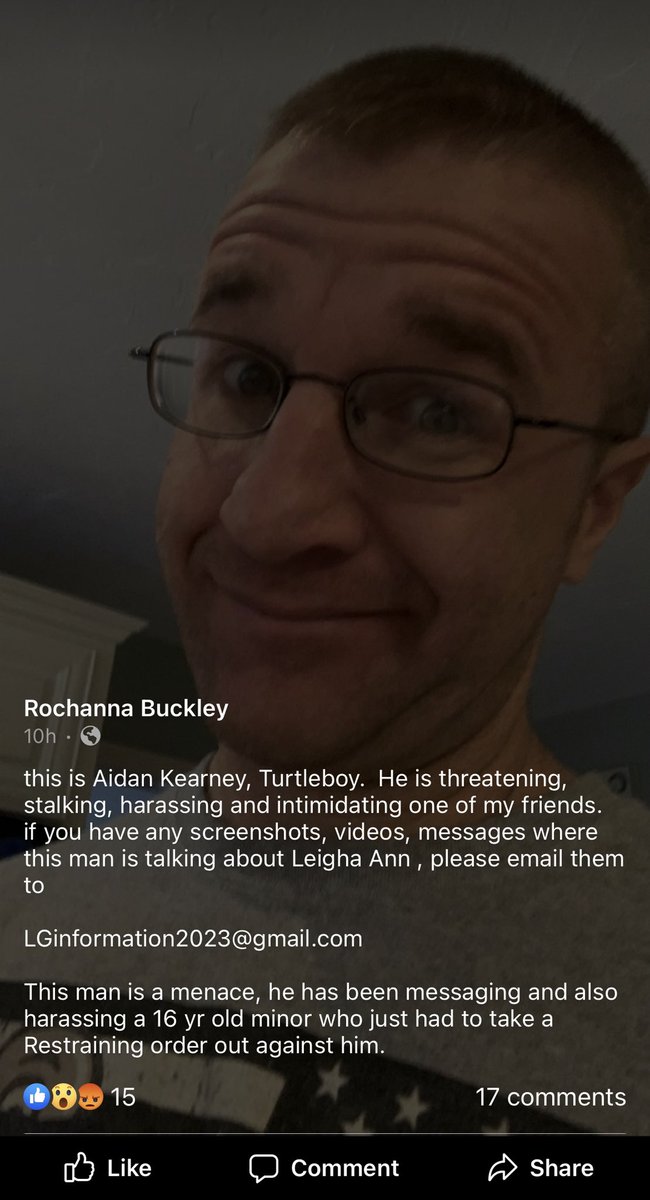 Rochanna Buckley
10h ·
this is Aidan Kearney, Turtleboy. He is threatening,
stalking, harassing and intimidating one of my friends.
if you have any screenshots, videos, messages where
this man is talking about Leigha Ann , please email them
to
LGinformation2023@gmail.com
This man is a menace, he has been messaging and also
harassing a 16 yr old minor who just had to take a
Restraining order out against him.
15 17 comments
Like Comment Share